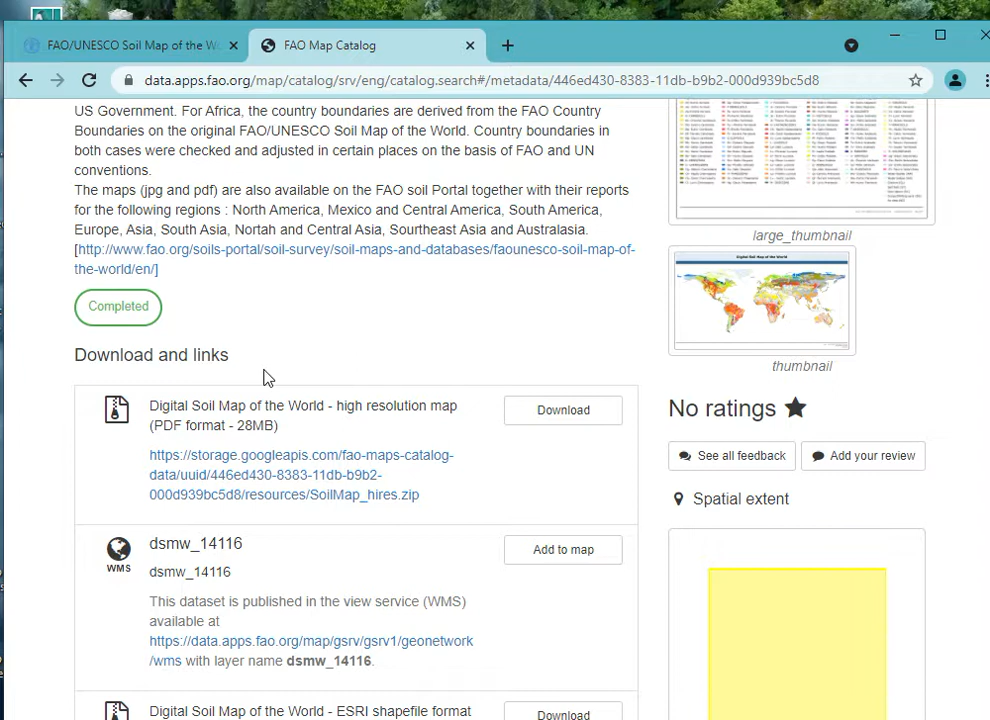 FAO/UNESCO Soil Map of the W
FAO Map Catalog
data.apps.fao.org/map/catalog/srv/eng/catalog.search#/metadata/446ed430-8383-11db-b9b2-000d939bc5d8
US Government. For Africa, the country boundaries are derived from the FAO Country
Boundaries on the original FAO/UNESCO Soil Map of the World. Country boundaries in
both cases were checked and adjusted in certain places on the basis of FAO and UN
conventions.
The maps (jpg and pdf) are also available on the FAO soil Portal together with their reports
for the following regions : North America, Mexico and Central America, South America,
Europe, Asia, South Asia, Nortah and Central Asia, Sourtheast Asia and Australasia.
[http://www.fao.org/soils-portal/soil-survey/soil-maps-and-databases/faounesco-soil-map-of-
the-world/en/]
Completed
Download and links
Digital Soil Map of the World - high resolution map
(PDF format - 28MB)
Download
https://storage.googleapis.com/fao-maps-catalog-
data/uuid/446ed430-8383-11db-b9b2-
000d939bc5d8/resources/SoilMap_hires.zip
WMS
dsmw_14116
Add to map
dsmw_14116
This dataset is published in the view service (WMS)
available at
https://data.apps.fao.org/map/gsrv/gsrv1/geonetwork
/wms with layer name dsmw_14116.
Digital Soil Map of the World - ESRI shapefile format
Download
large_thumbnail
Digital Soil Map of the World
thumbnail
No ratings
See all feedback
Add your review
Spatial extent